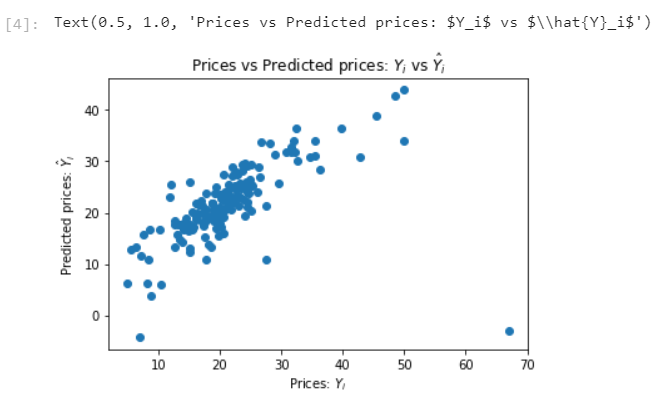 [4]: Text(0.5, 1.0, 'Prices vs Predicted prices: $Y_i$ vs $\\hat{Y}_i$')
Prices vs Predicted prices: Yᵢ vs Ŷᵢ
Predicted prices: Ŷᵢ
40
30
20
10
0
10 20 30 40 50 60 70
Prices: Yᵢ